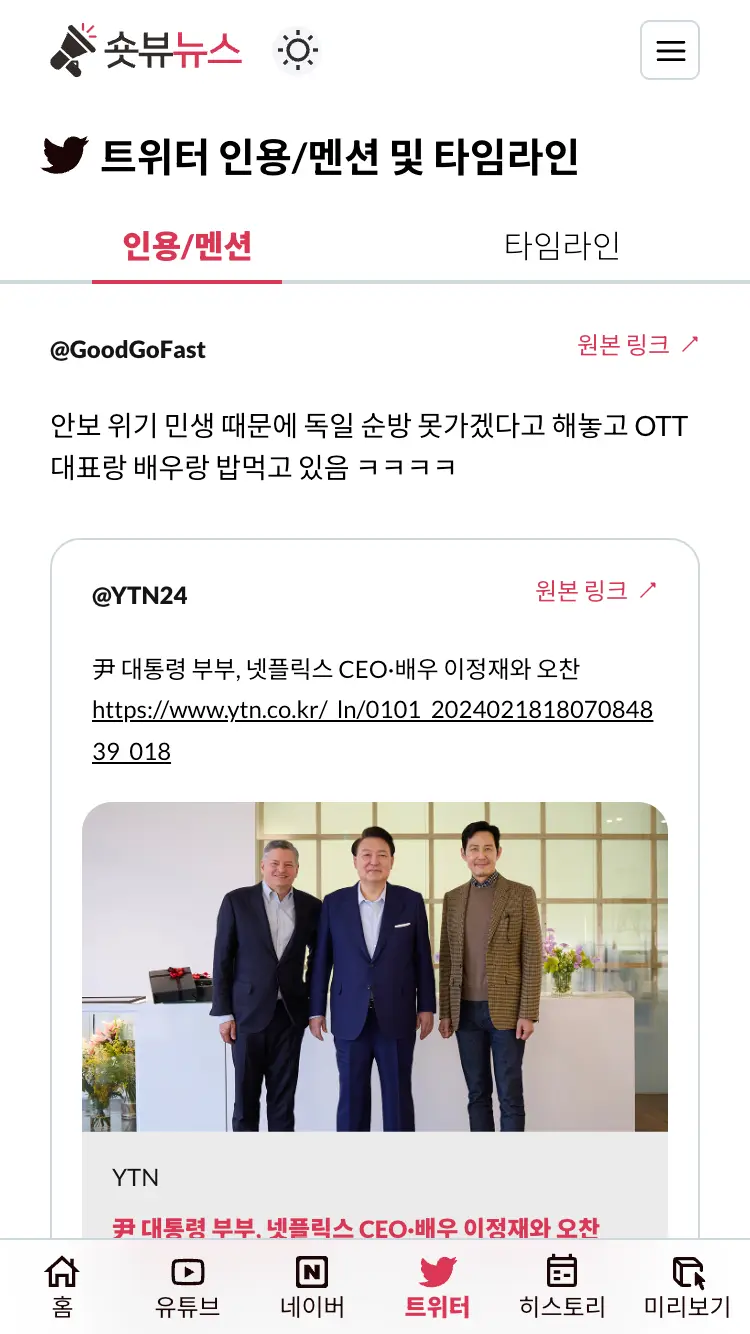 숏뷰뉴스
트위터 인용/멘션 및 타임라인
인용/멘션
타임라인
@GoodGoFast
원본 링크 ↗
안보 위기 민생 때문에 독일 순방 못가겠다고 해놓고 OTT
대표랑 배우랑 밥먹고 있음 ㅋㅋㅋㅋ
@YTN24
원본 링크 ↗
尹 대통령 부부, 넷플릭스 CEO·배우 이정재와 오찬
https://www.ytn.co.kr/_ln/0101_2024021818070848
39_018
YTN
尹 대통령 부부, 넷플릭스 CEO·배우 이정재와 오찬
홈
유튜브
네이버
트위터
히스토리
미리보기